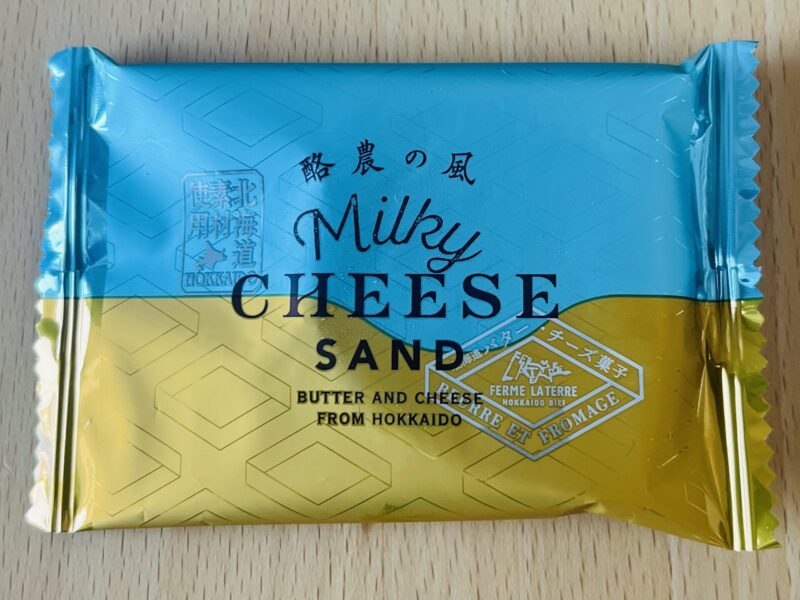 酪農の風
Milky
CHEESE
SAND
BUTTER AND CHEESE
FROM HOKKAIDO
北海道
素材
使用
HOKKAIDO
北海道バター・チーズ菓子
FERME LATERRE
HOKKAIDO BIEI
BEURRE ET FROMAGE